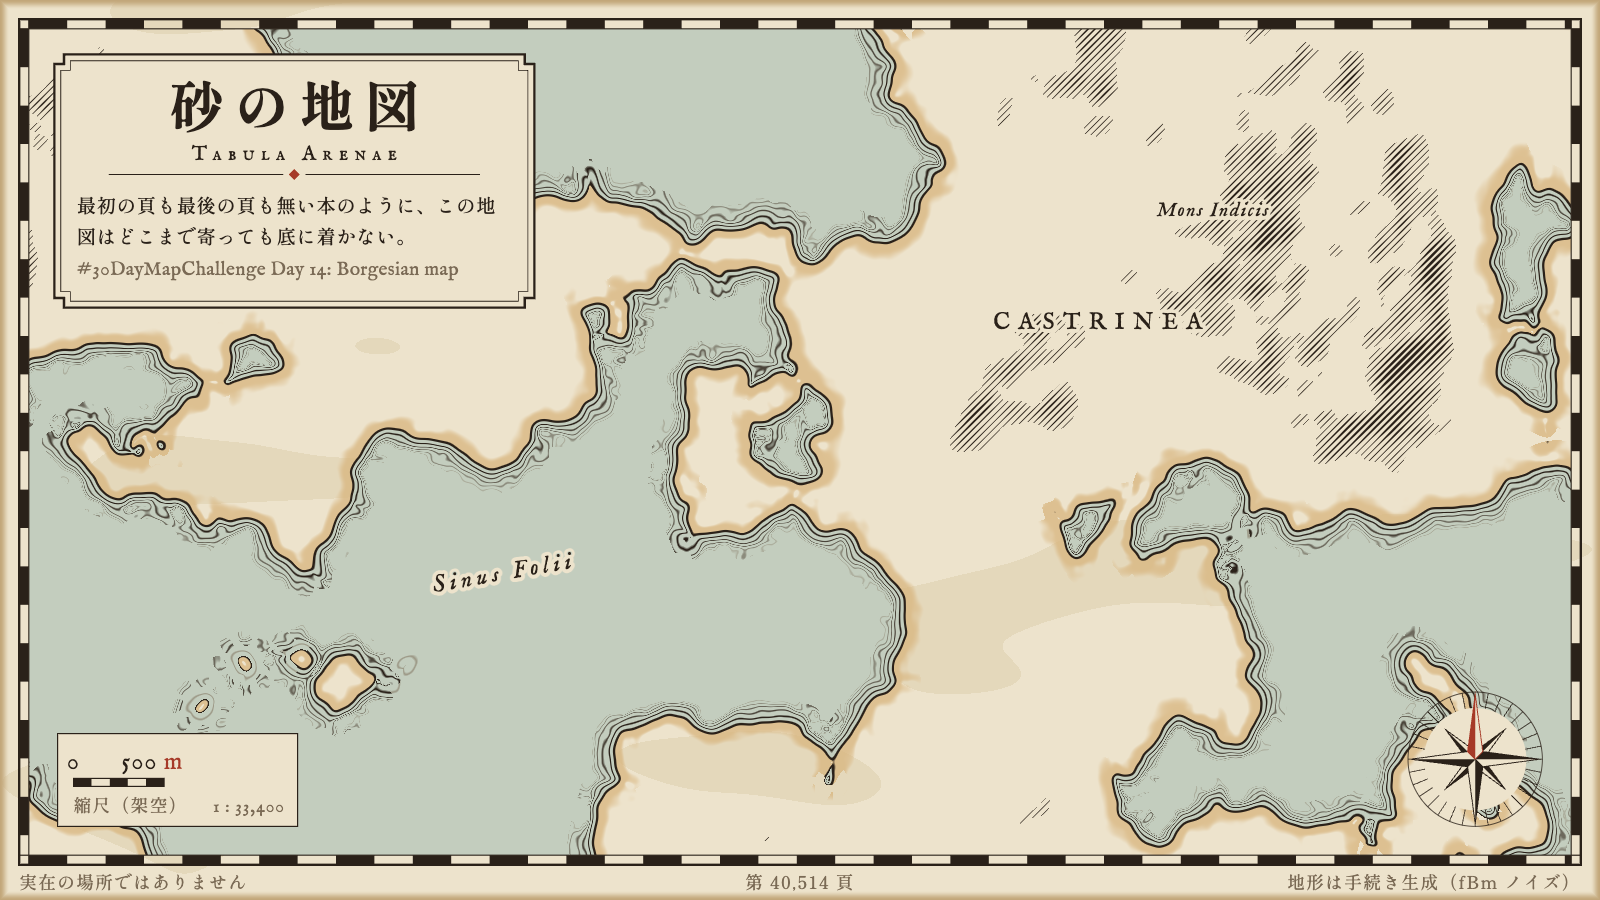 砂の地図
Tabula Arenae
最初の頁も最後の頁も無い本のように、この地
図はどこまで寄っても底に着かない。
#30DayMapChallenge Day 14: Borgesian map
Mons Indicis
CASTRINEA
Sinus Folii
0 500 m
縮尺（架空） 1 : 33,400
実在の場所ではありません
第 40,514 頁
地形は手続き生成（fBm ノイズ）